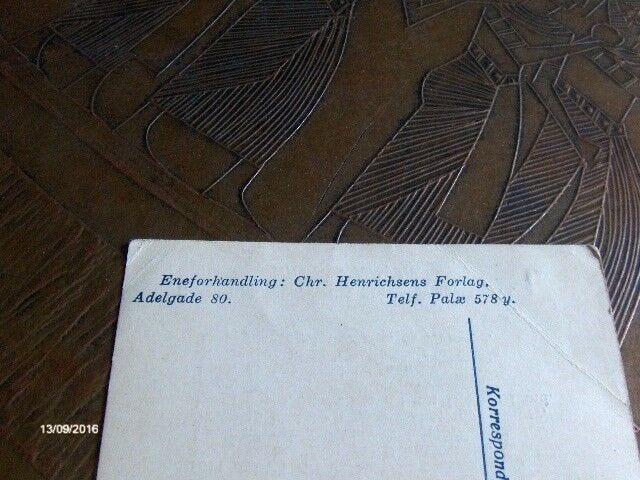 Eneforhandling: Chr. Henrichsens Forlag,
Adelgade 80. Telf. Palæ 578 y.
Korrespond
13/09/2016